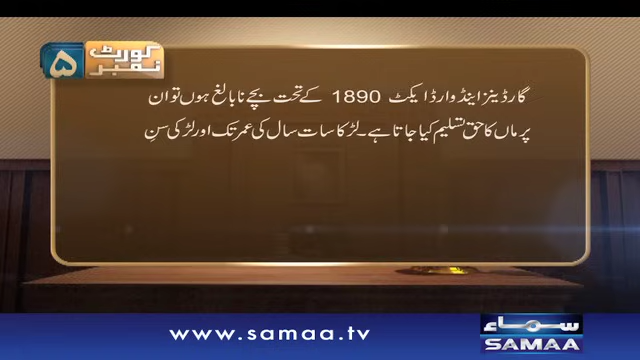 کورٹ
نمبر ۵
گارڈینز اینڈ وارڈ ایکٹ 1890 کے تحت بچے نابالغ ہوں تو ان
پر ماں کا حق تسلیم کیا جاتا ہے۔ لڑکا سات سال کی عمر تک اور لڑکی سنِ
www.samaa.tv
سماء
SAMAA